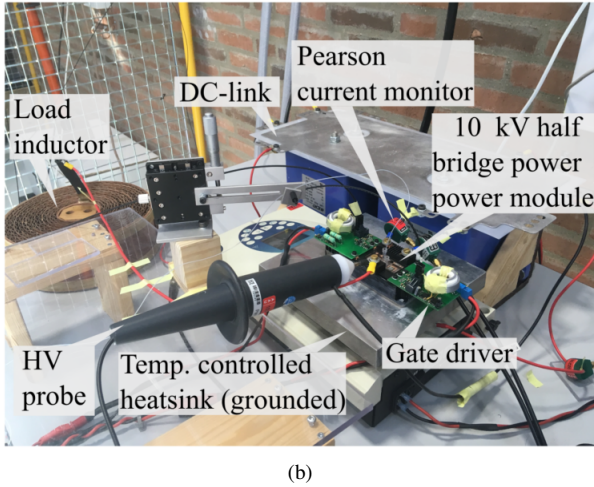 Pearson
current monitor
DC-link
Load
inductor
10 kV half
bridge power
power module
HV
probe
Temp. controlled
heatsink (grounded)
Gate driver
(b)